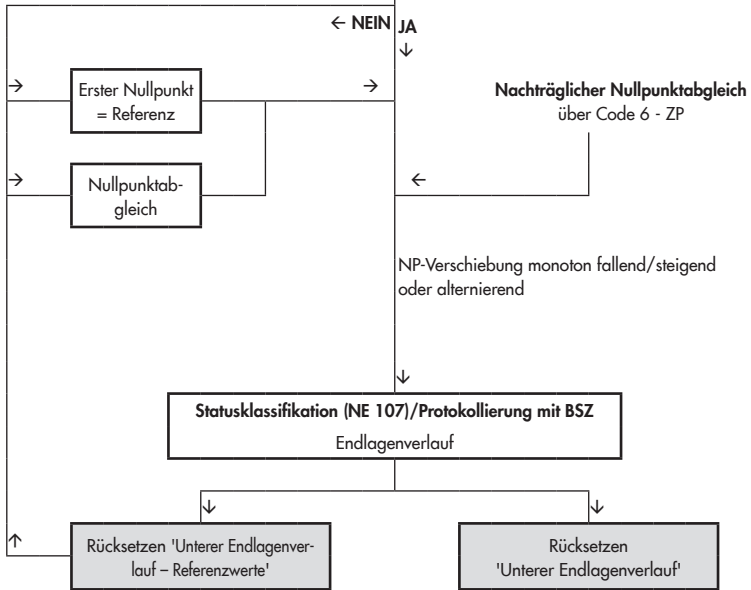 ← NEIN
JA
↓
→
Erster Nullpunkt
= Referenz
→
Nachträglicher Nullpunktabgleich
über Code 6 - ZP
→
Nullpunktab-
gleich
←
NP-Verschiebung monoton fallend/steigend
oder alternierend
↓
Statusklassifikation (NE 107)/Protokollierung mit BSZ
Endlagenverlauf
↓
↓
↑
Rücksetzen 'Unterer Endlagenver-
lauf – Referenzwerte'
Rücksetzen
'Unterer Endlagenverlauf'